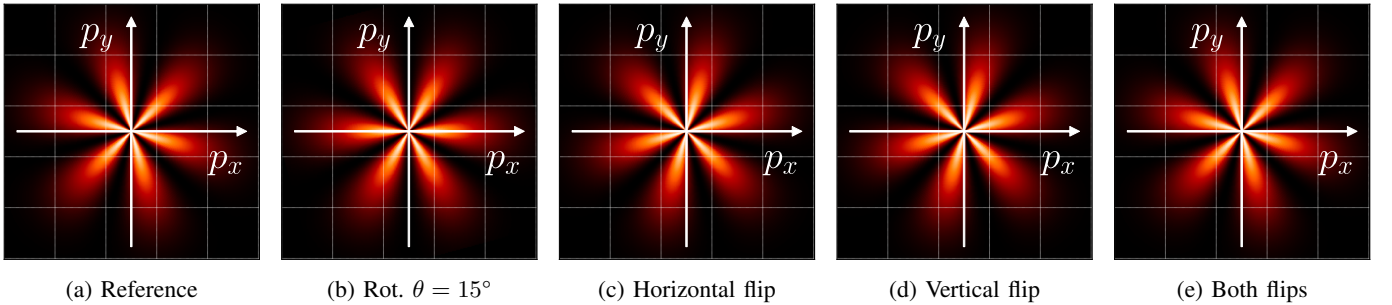 p_y p_y p_y p_y p_y
p_x p_x p_x p_x p_x
(a) Reference (b) Rot. θ = 15° (c) Horizontal flip (d) Vertical flip (e) Both flips